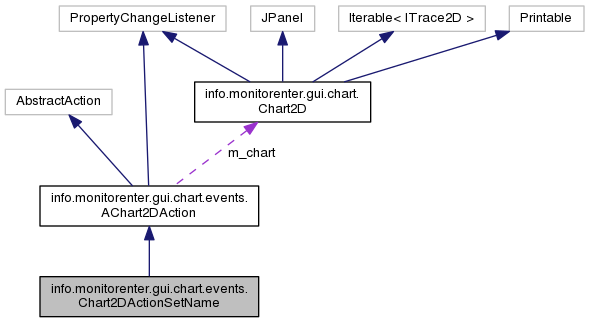 PropertyChangeListener
JPanel
Iterable< ITrace2D >
Printable
info.monitorenter.gui.chart.
Chart2D
AbstractAction
m_chart
info.monitorenter.gui.chart.events.
AChart2DAction
info.monitorenter.gui.chart.events.
Chart2DActionSetName